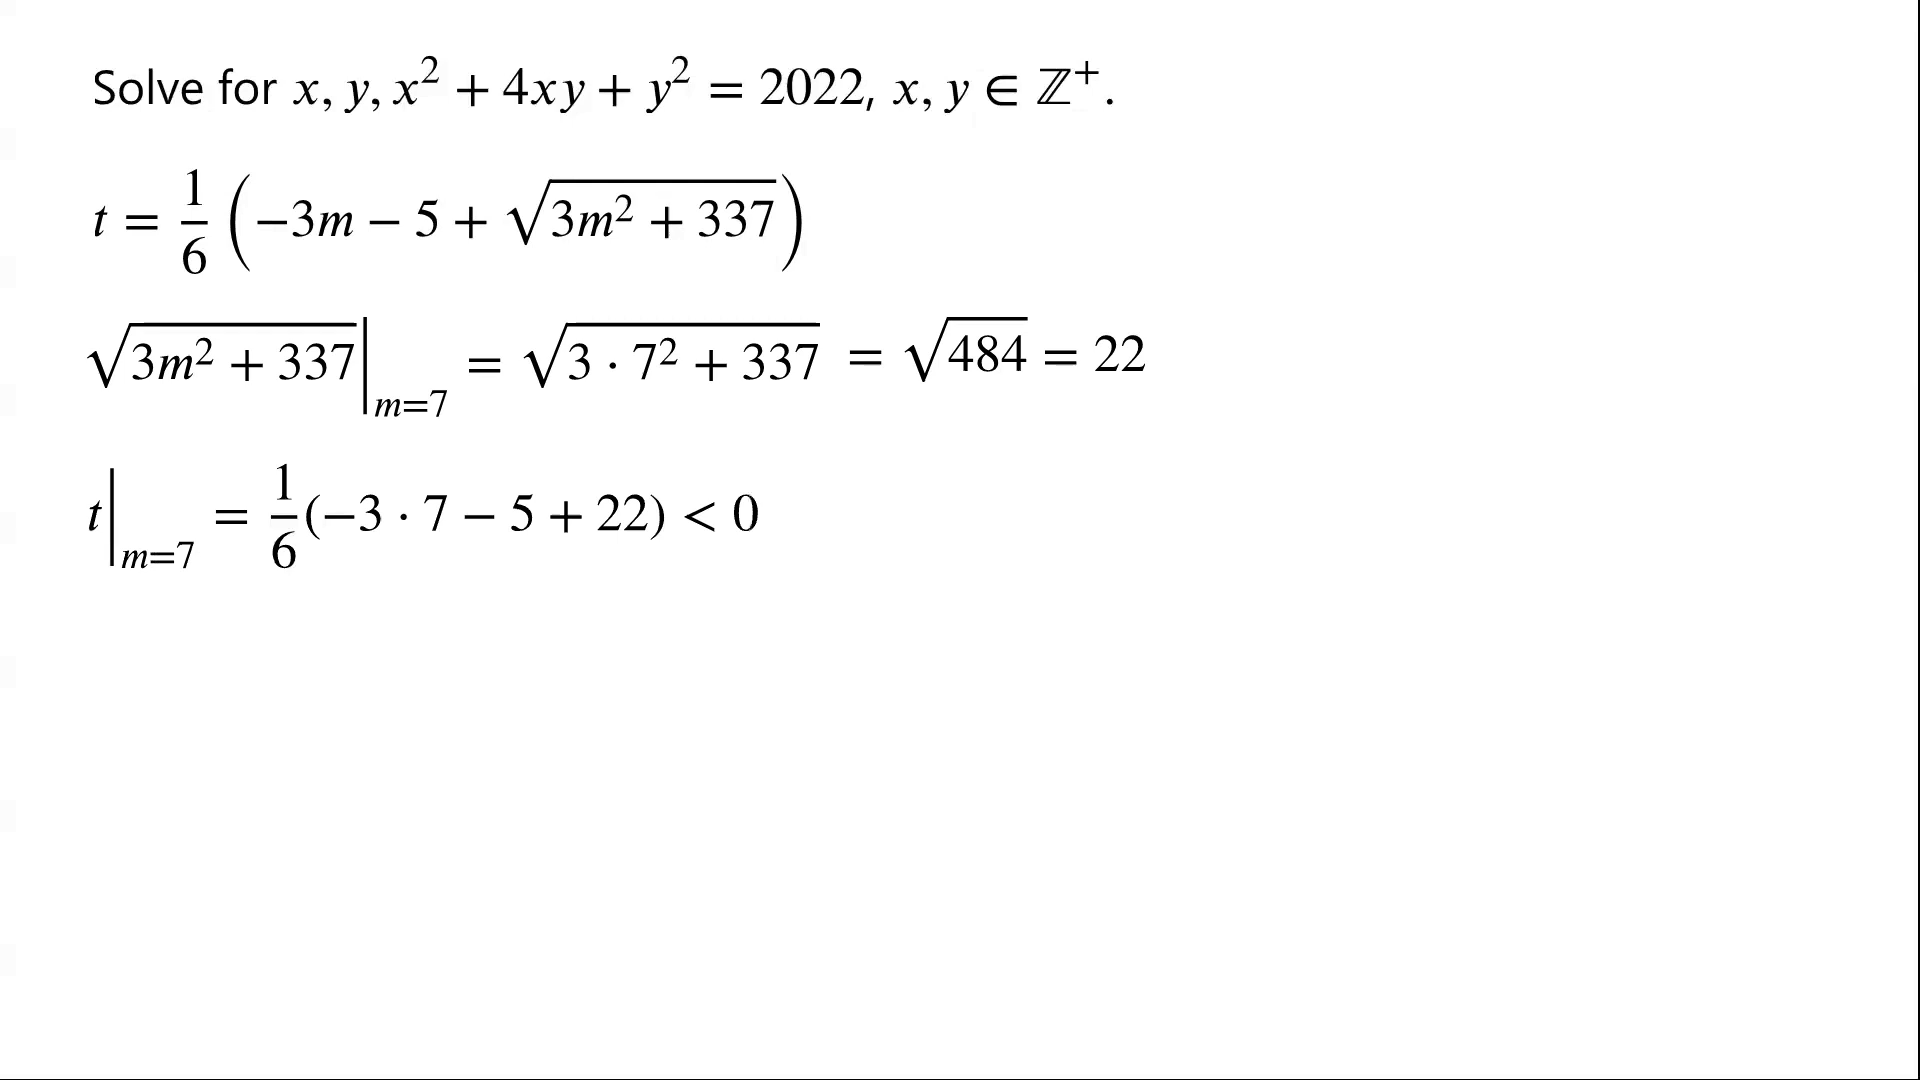 Solve for x, y, x² + 4xy + y² = 2022, x, y ∈ ℤ⁺.
t = 1/6 (−3m − 5 + √(3m² + 337))
√(3m² + 337)|ₘ₌₇ = √(3 · 7² + 337) = √484 = 22
t|ₘ₌₇ = 1/6 (−3 · 7 − 5 + 22) < 0